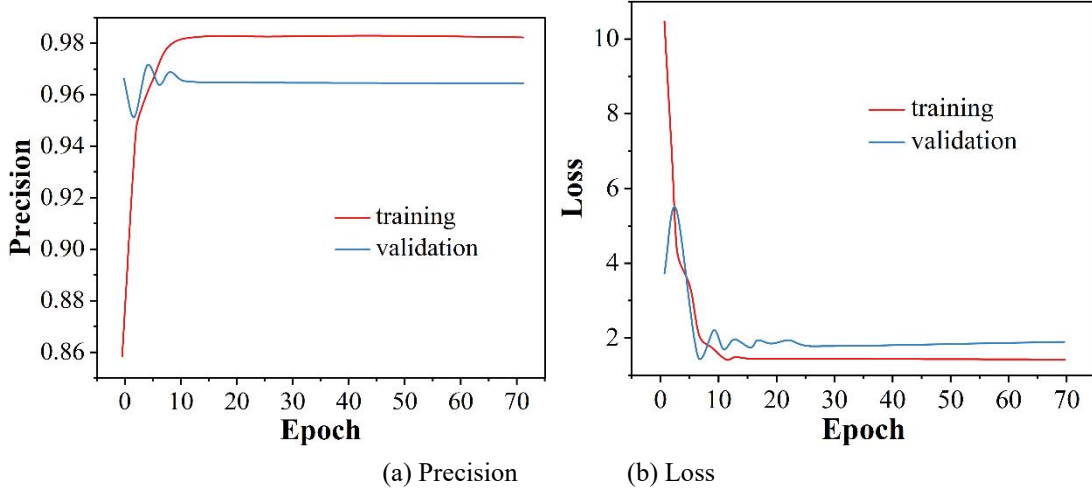 Precision
0.98
0.96
0.94
0.92
0.90
0.88
0.86
training
validation
0 10 20 30 40 50 60 70
Epoch
Loss
10
8
6
4
2
training
validation
0 10 20 30 40 50 60 70
Epoch
(a) Precision (b) Loss